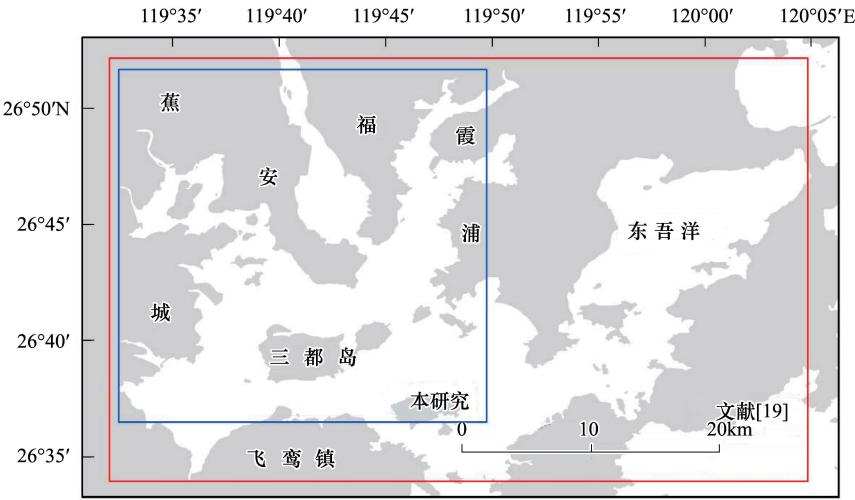 119°35′ 119°40′ 119°45′ 119°50′ 119°55′ 120°00′ 120°05′E
26°50′N
26°45′
26°40′
26°35′
蕉
福
霞
安
浦
东吾洋
城
三都岛
本研究
文献[19]
0 10 20km
飞鸾镇